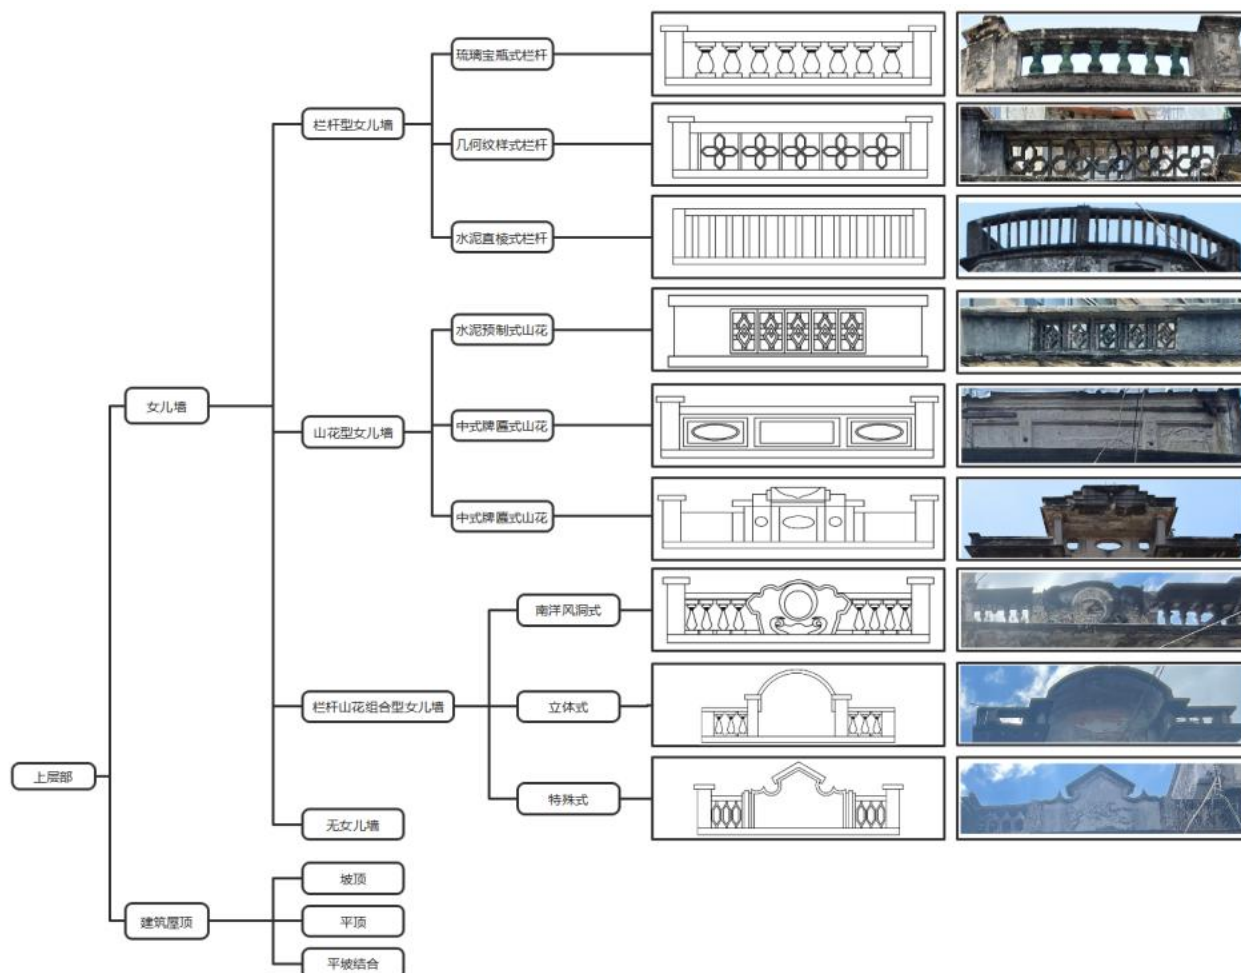 琉璃宝瓶式栏杆
栏杆型女儿墙
几何纹样式栏杆
水泥直棱式栏杆
水泥预制式山花
女儿墙
山花型女儿墙
中式牌匾式山花
中式牌匾式山花
南洋风洞式
栏杆山花组合型女儿墙
立体式
上层部
特殊式
无女儿墙
坡顶
建筑屋顶
平顶
平坡结合